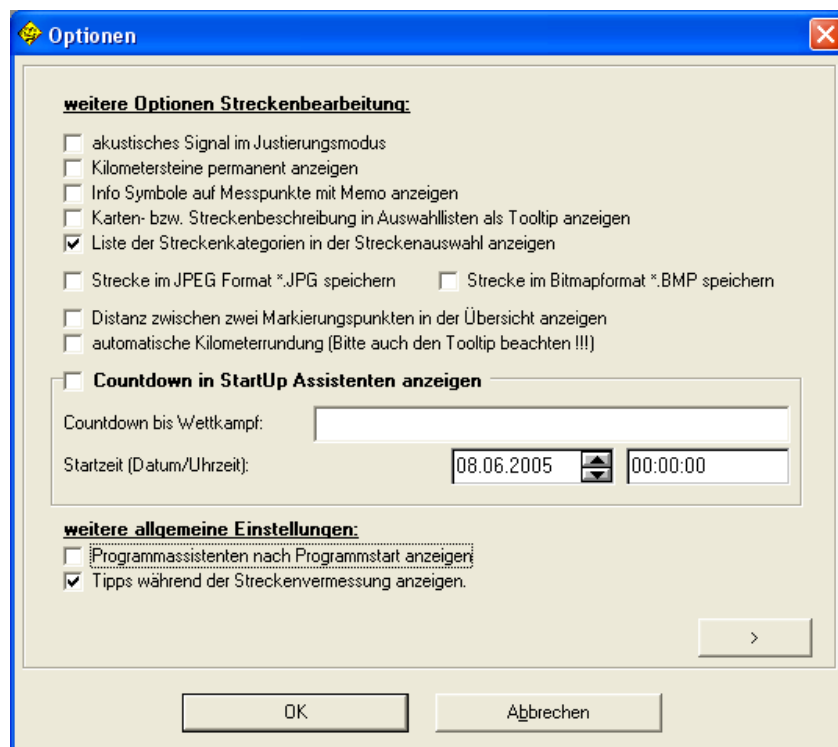 Optionen
weitere Optionen Streckenbearbeitung:
akustisches Signal im Justierungsmodus
Kilometersteine permanent anzeigen
Info Symbole auf Messpunkte mit Memo anzeigen
Karten- bzw. Streckenbeschreibung in Auswahllisten als Tooltip anzeigen
Liste der Streckenkategorien in der Streckenauswahl anzeigen
Strecke im JPEG Format *.JPG speichern Strecke im Bitmapformat *.BMP speichern
Distanz zwischen zwei Markierungspunkten in der Übersicht anzeigen
automatische Kilometerrundung (Bitte auch den Tooltip beachten !!!)
Countdown in StartUp Assistenten anzeigen
Countdown bis Wettkampf:
Startzeit (Datum/Uhrzeit): 08.06.2005 00:00:00
weitere allgemeine Einstellungen:
Programmassistenten nach Programmstart anzeigen
Tipps während der Streckenvermessung anzeigen.
>
OK Abbrechen